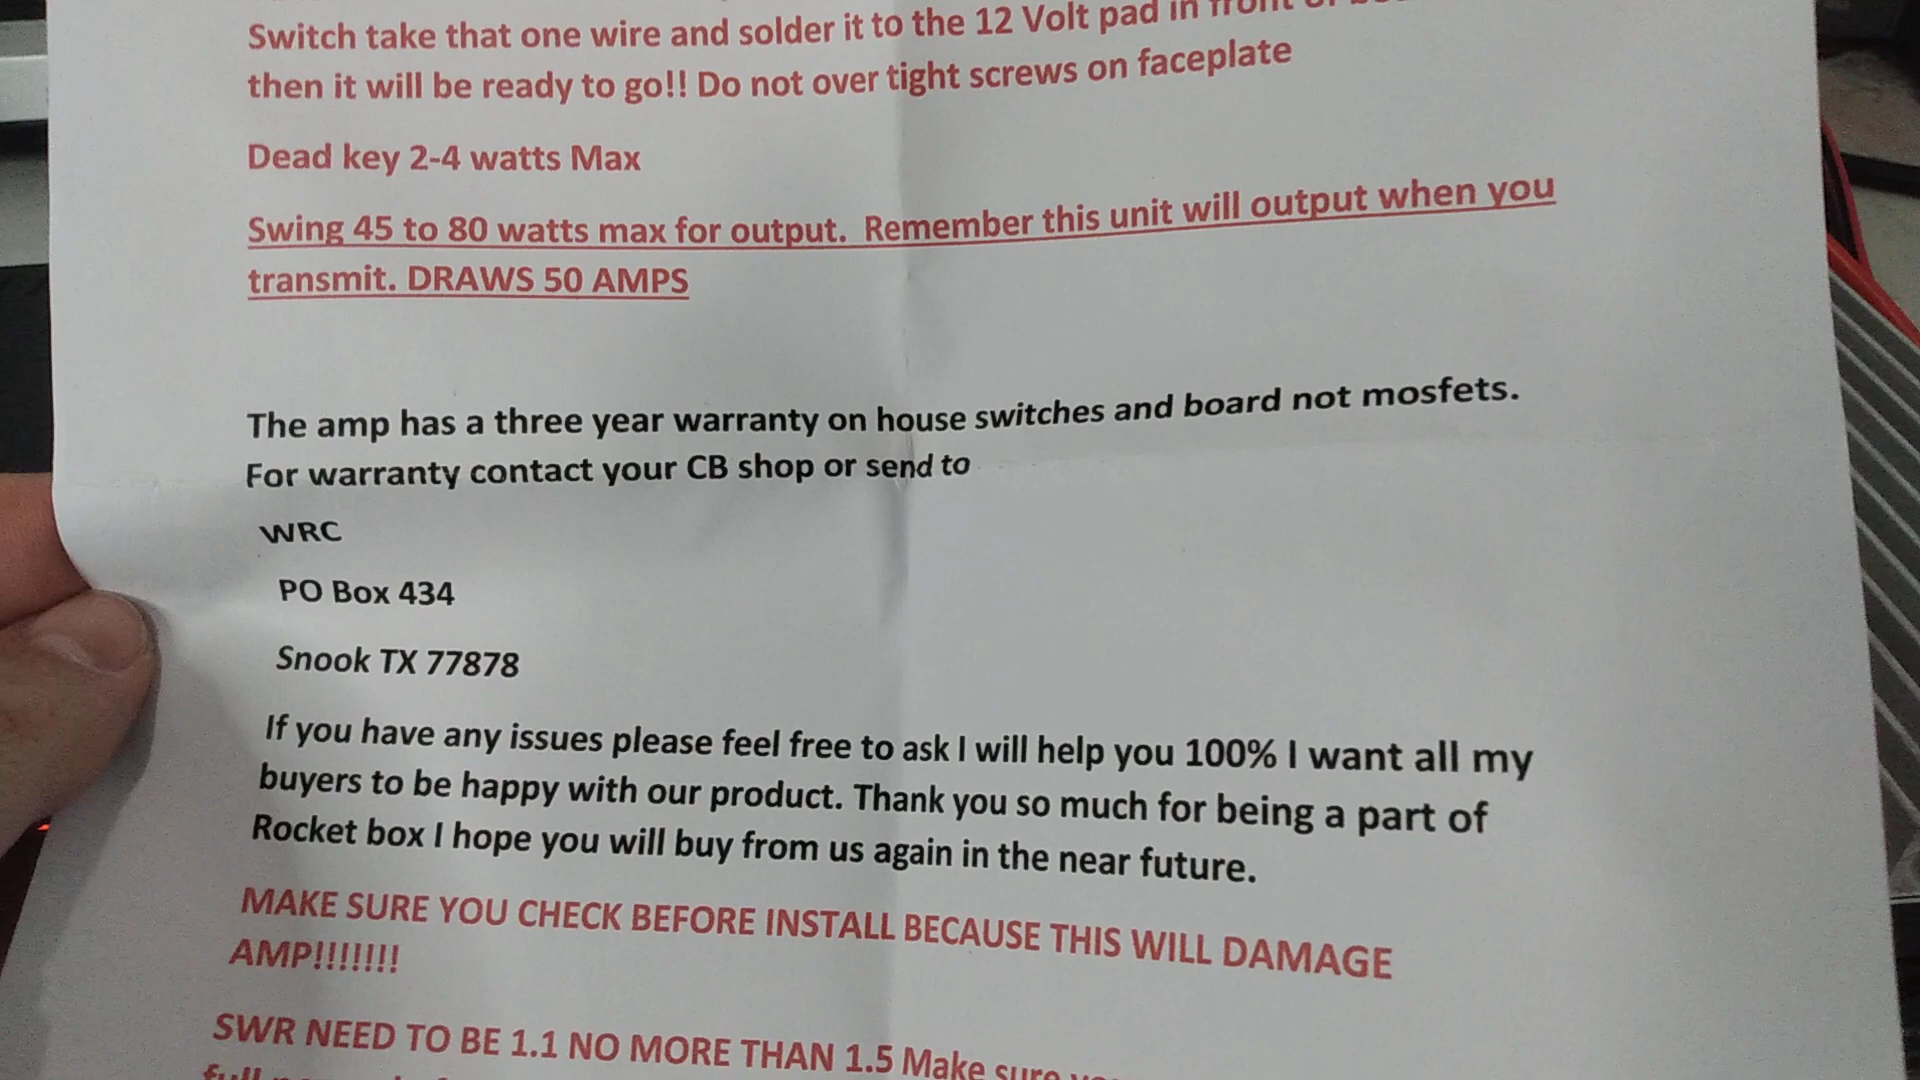 Switch take that one wire and solder it to the 12 Volt pad in front of
then it will be ready to go!! Do not over tight screws on faceplate
Dead key 2-4 watts Max
Swing 45 to 80 watts max for output. Remember this unit will output when you
transmit. DRAWS 50 AMPS
The amp has a three year warranty on house switches and board not mosfets.
For warranty contact your CB shop or send to
WRC
PO Box 434
Snook TX 77878
If you have any issues please feel free to ask I will help you 100% I want all my
buyers to be happy with our product. Thank you so much for being a part of
Rocket box I hope you will buy from us again in the near future.
MAKE SURE YOU CHECK BEFORE INSTALL BECAUSE THIS WILL DAMAGE
AMP!!!!!!!
SWR NEED TO BE 1.1 NO MORE THAN 1.5 Make sure
full